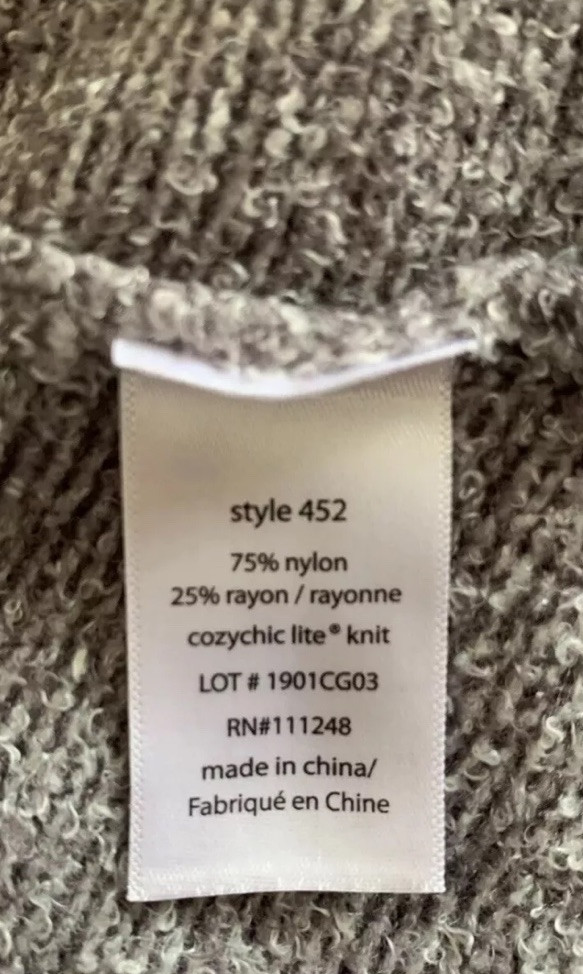 style 452
75% nylon
25% rayon / rayonne
cozychic lite® knit
LOT # 1901CG03
RN#111248
made in china/
Fabriqué en Chine